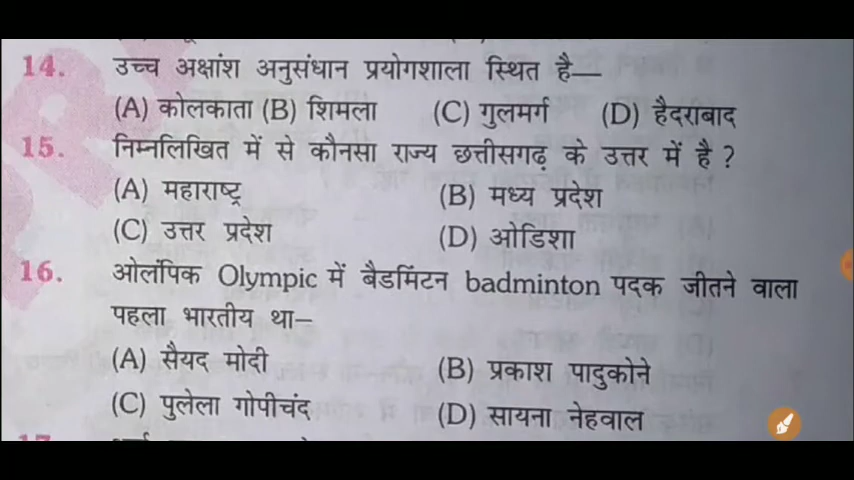 14. उच्च अक्षांश अनुसंधान प्रयोगशाला स्थित है—
(A) कोलकाता (B) शिमला (C) गुलमर्ग (D) हैदराबाद
15. निम्नलिखित में से कौनसा राज्य छत्तीसगढ़ के उत्तर में है ?
(A) महाराष्ट्र (B) मध्य प्रदेश
(C) उत्तर प्रदेश (D) ओडिशा
16. ओलंपिक Olympic में बैडमिंटन badminton पदक जीतने वाला
पहला भारतीय था—
(A) सैयद मोदी (B) प्रकाश पादुकोने
(C) पुलेला गोपीचंद (D) सायना नेहवाल